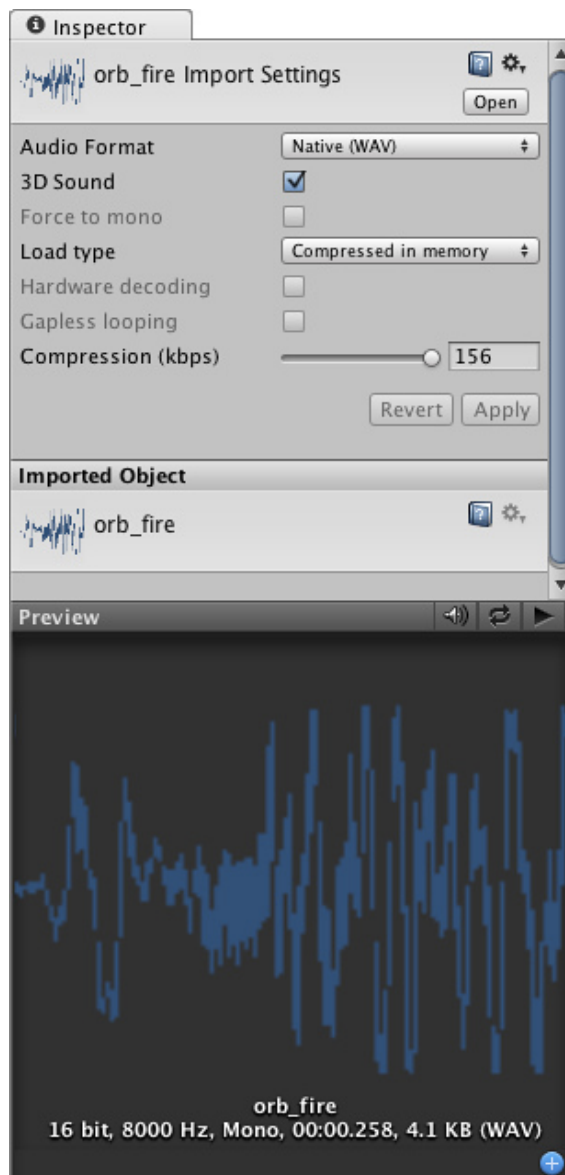 Inspector
orb_fire Import Settings
Open
Audio Format Native (WAV)
3D Sound
Force to mono
Load type Compressed in memory
Hardware decoding
Gapless looping
Compression (kbps) 156
Revert Apply
Imported Object
orb_fire
Preview
orb_fire
16 bit, 8000 Hz, Mono, 00:00.258, 4.1 KB (WAV)